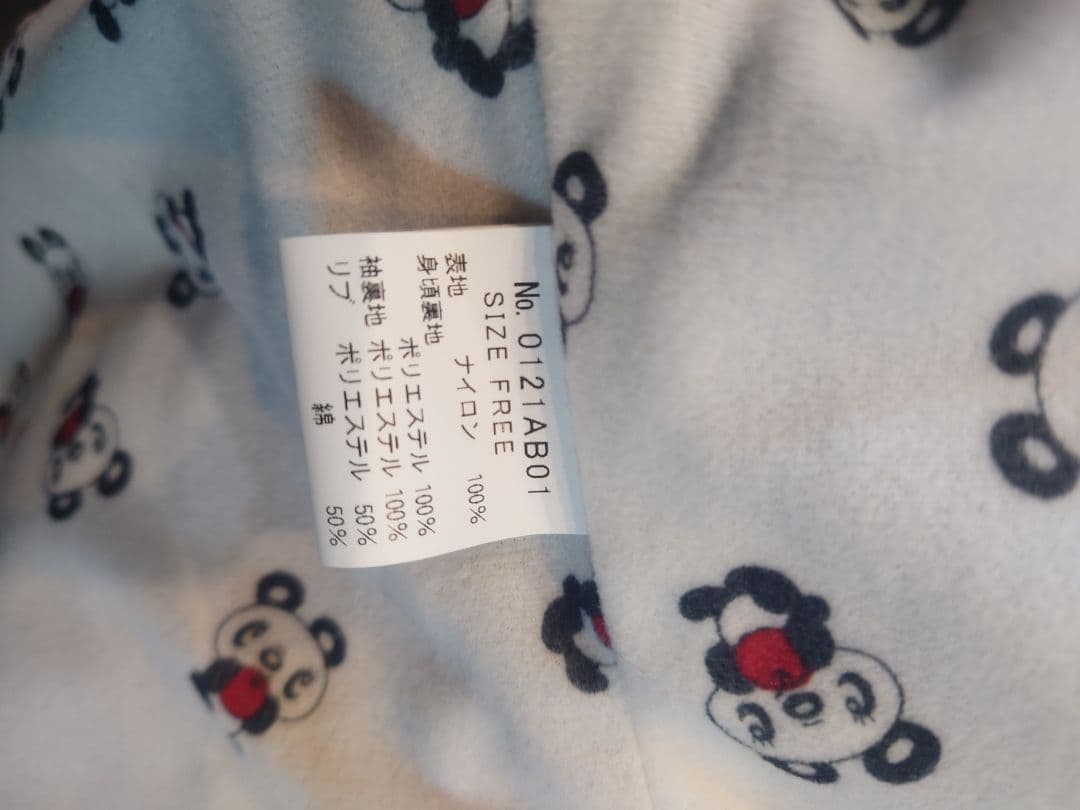 No. 0121AB01
SIZE FREE
表地 ナイロン 100%
身頃裏地
ポリエステル 100%
袖裏地 ポリエステル 100%
リブ ポリエステル 50%
綿 50%